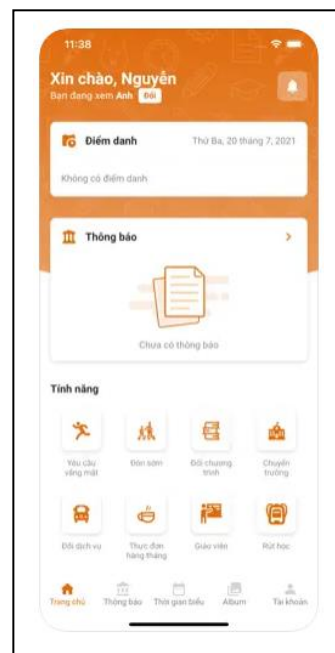 11:38
Xin chào, Nguyễn
Bạn đang xem Anh Đổi
Điểm danh
Thứ Ba, 20 tháng 7, 2021
Không có điểm danh
Thông báo
Chưa có thông báo
Tính năng
Yêu cầu
vắng mặt
Đón sớm
Đổi chương
trình
Chuyển
trường
Đổi dịch vụ
Thực đơn
hàng tháng
Giáo viên
Rút học
Trang chủ
Thông báo
Thời gian biểu
Album
Tài khoản